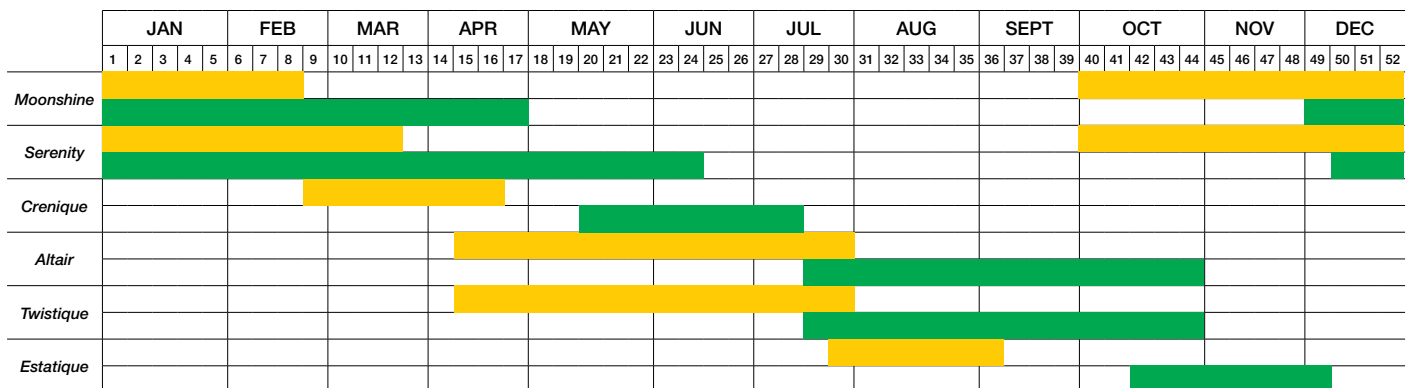 JAN FEB MAR APR MAY JUN JUL AUG SEPT OCT NOV DEC
1 2 3 4 5 6 7 8 9 10 11 12 13 14 15 16 17 18 19 20 21 22 23 24 25 26 27 28 29 30 31 32 33 34 35 36 37 38 39 40 41 42 43 44 45 46 47 48 49 50 51 52
Moonshine
Serenity
Crenique
Altair
Twistique
Estatique